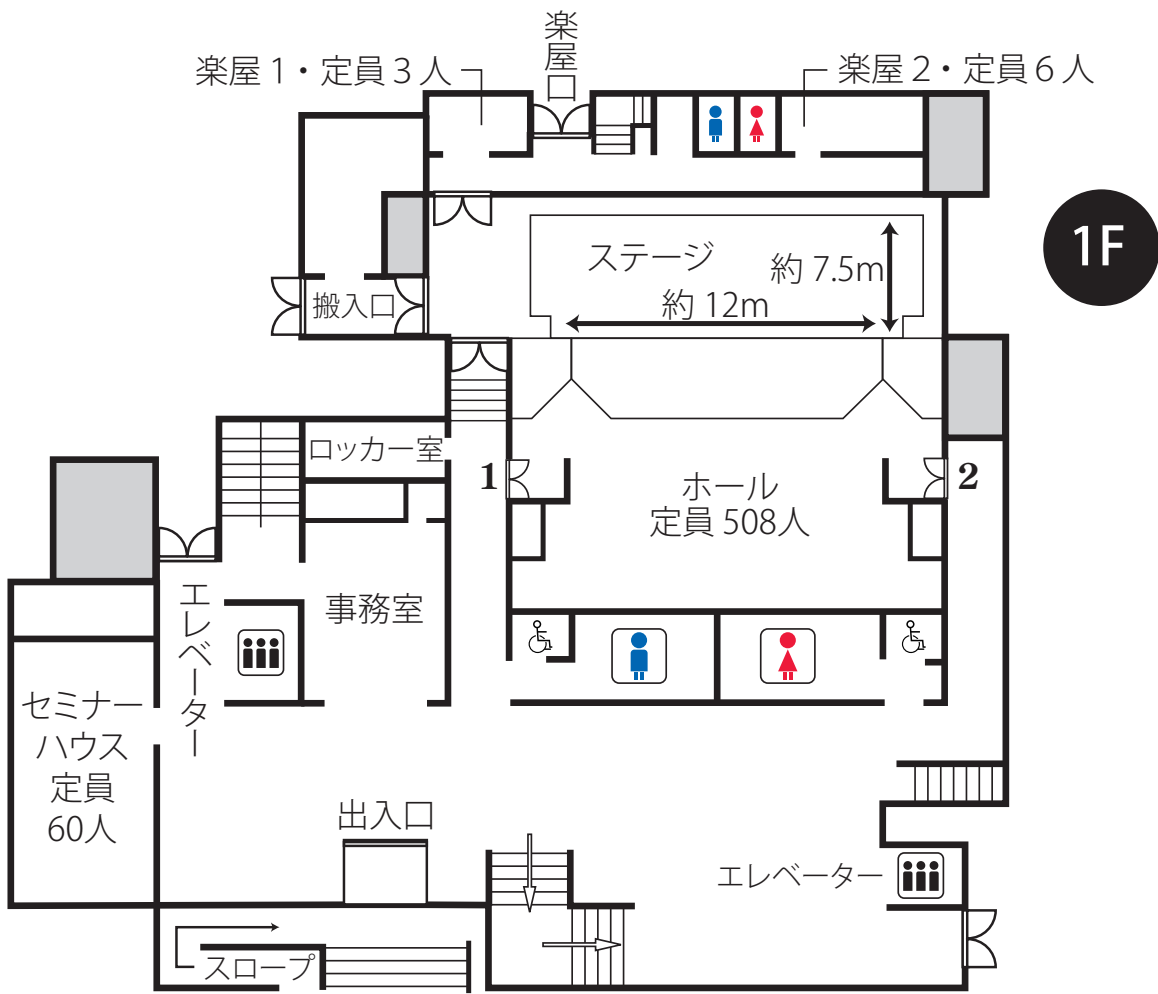 楽屋口
楽屋 1・定員 3 人
楽屋 2・定員 6 人
1F
ステージ
約 7.5m
約 12m
搬入口
ロッカー室
1
2
ホール
定員 508人
エレベーター
事務室
セミナー
ハウス
定員
60人
出入口
エレベーター
スロープ